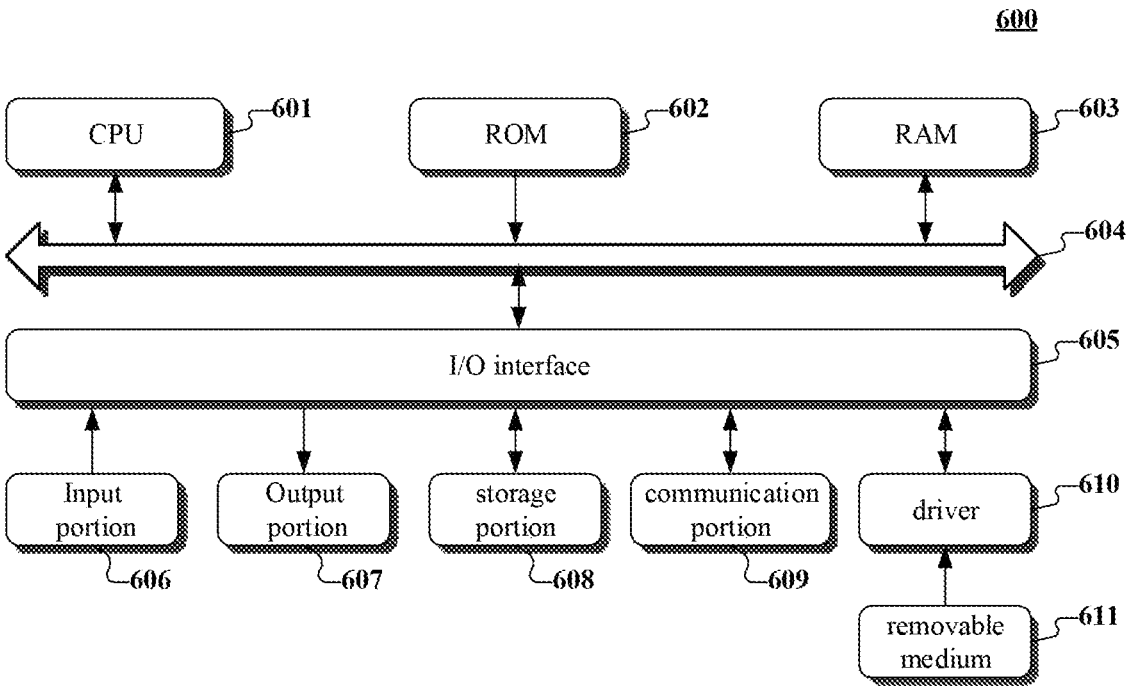 600
CPU
601
ROM
602
RAM
603
604
I/O interface
605
Input
portion
606
Output
portion
607
storage
portion
608
communication
portion
609
driver
610
removable
medium
611